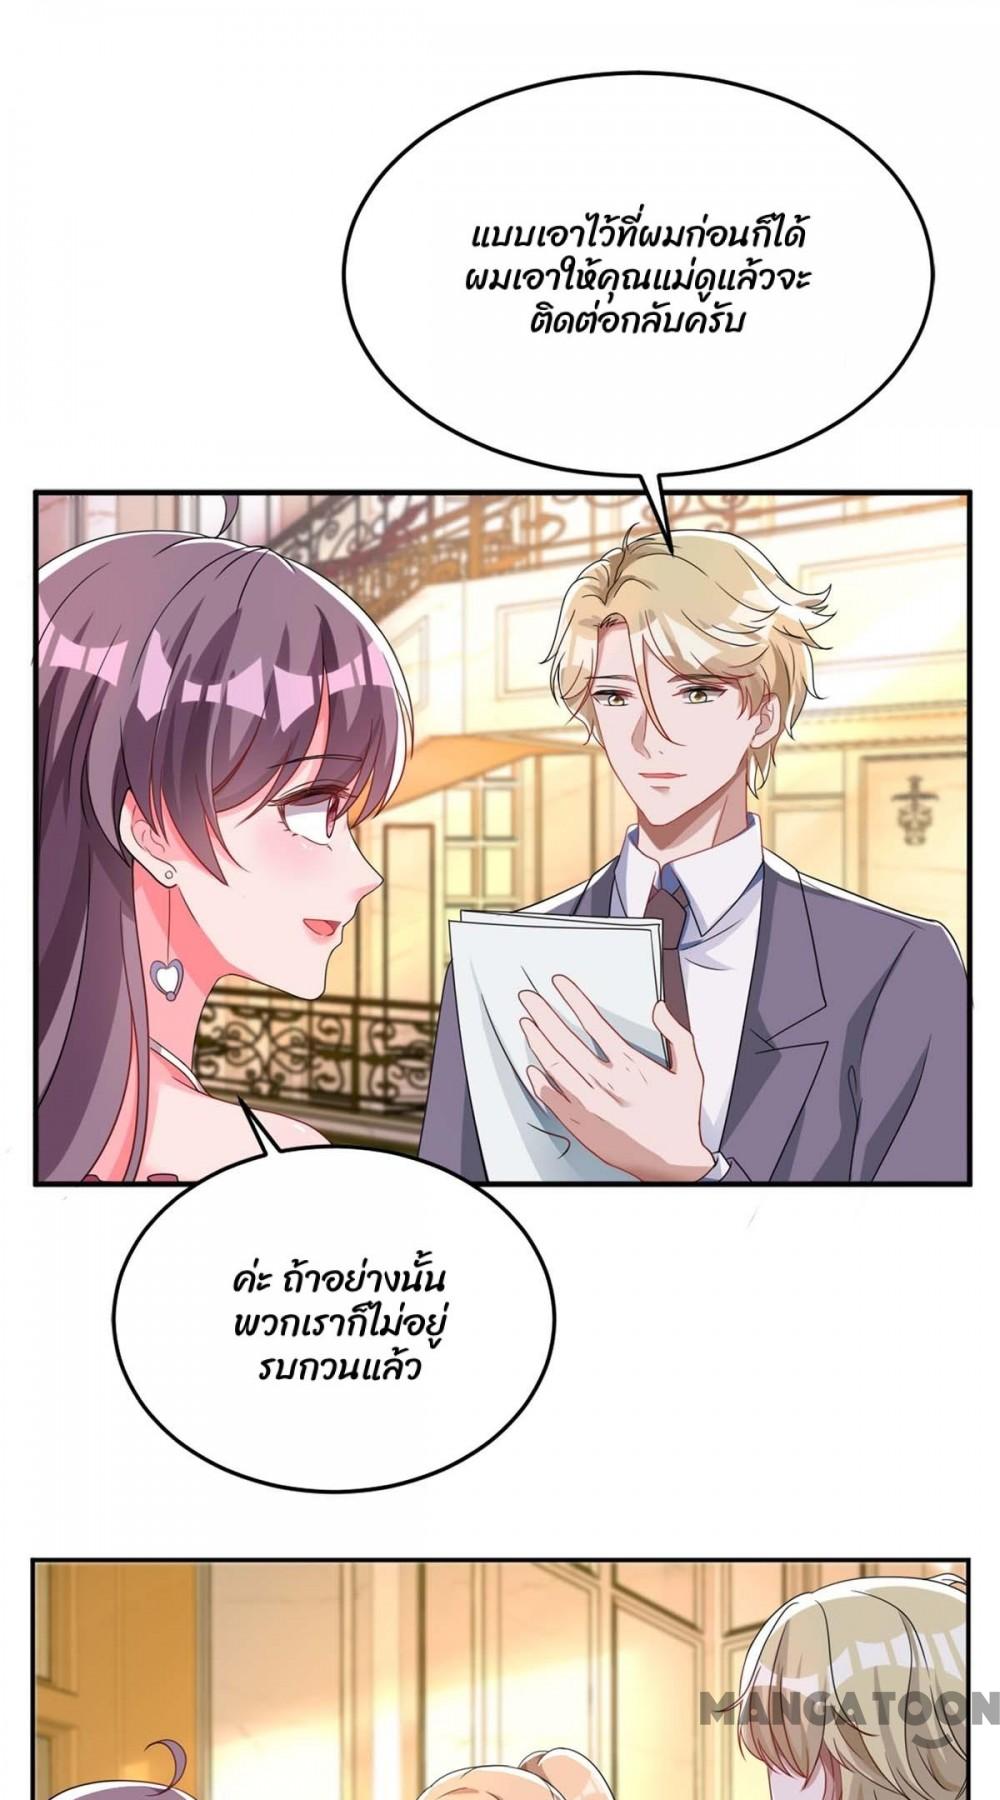 แบบเอาไว้ที่ผมก่อนก็ได้
ผมเอาให้คุณแม่ดูแล้วจะ
ติดต่อกลับครับ
ค่ะ ถ้าอย่างนั้น
พวกเราก็ไม่อยู่
รบกวนแล้ว
MANGATOON